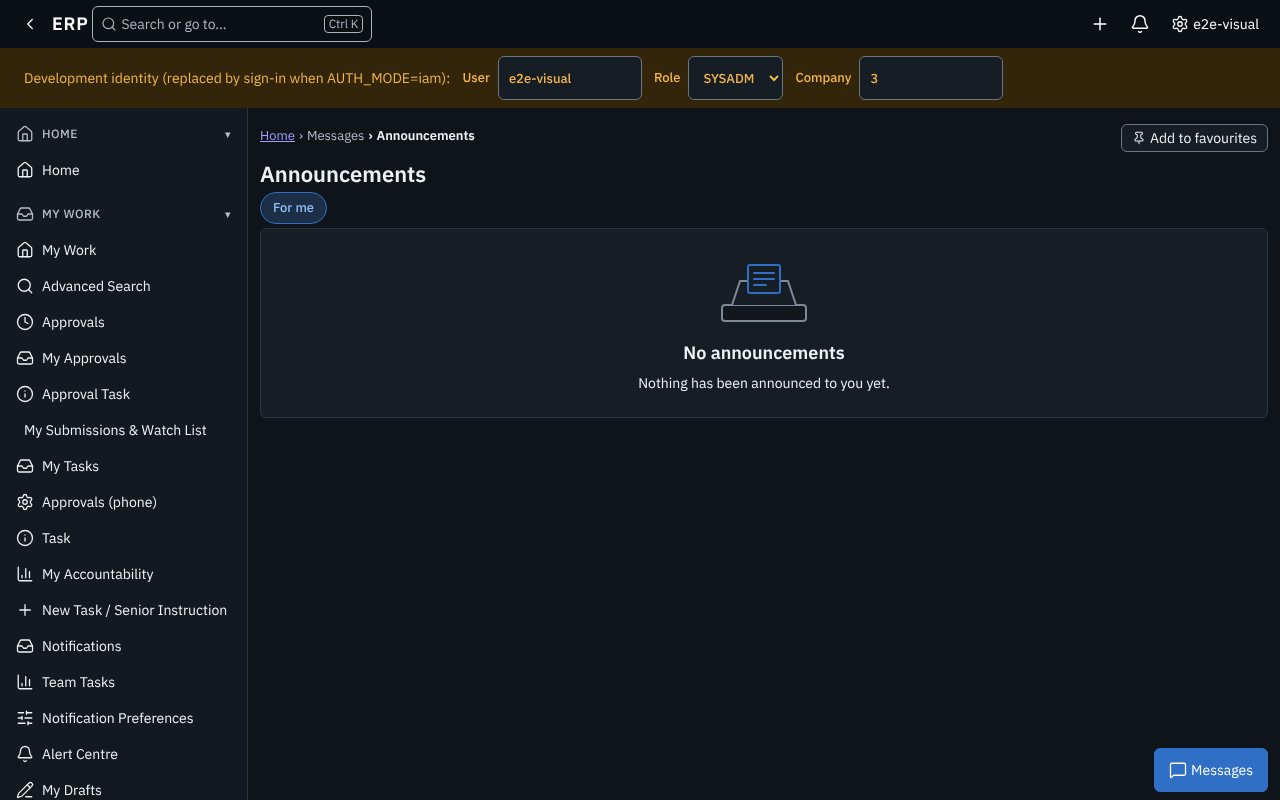 ERP
Search or go to...
Ctrl K
e2e-visual
Development identity (replaced by sign-in when AUTH_MODE=iam):
User
e2e-visual
Role
SYSADM
Company
3
HOME
Home
MY WORK
My Work
Advanced Search
Approvals
My Approvals
Approval Task
My Submissions & Watch List
My Tasks
Approvals (phone)
Task
My Accountability
New Task / Senior Instruction
Notifications
Team Tasks
Notification Preferences
Alert Centre
My Drafts
Home › Messages › Announcements
Add to favourites
Announcements
For me
No announcements
Nothing has been announced to you yet.
Messages